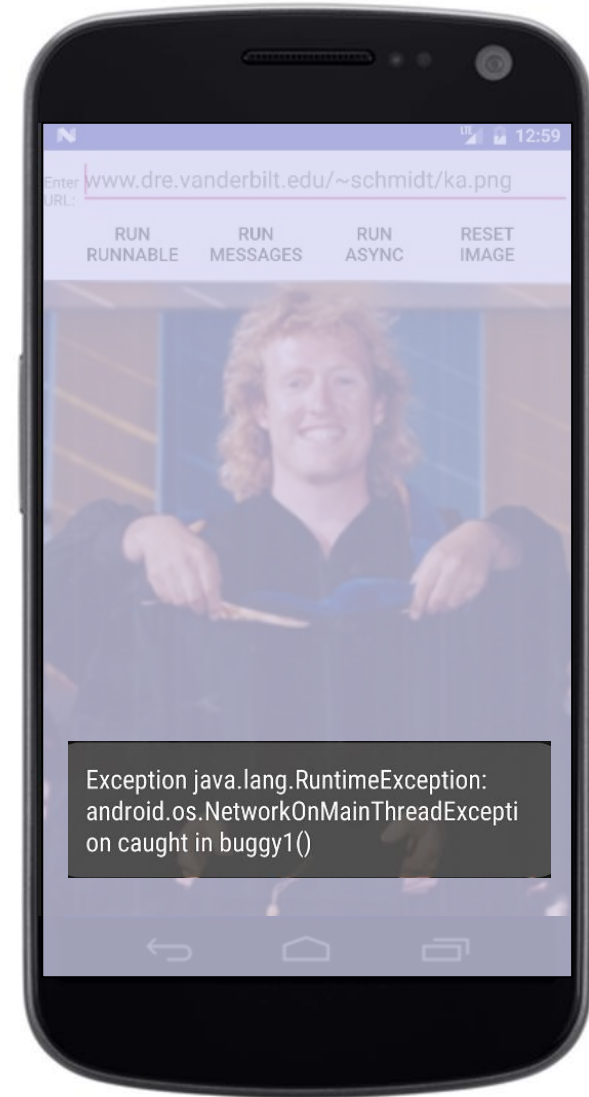 LTE 12:59
Enter
URL:
www.dre.vanderbilt.edu/~schmidt/ka.png
RUN
RUNNABLE
RUN
MESSAGES
RUN
ASYNC
RESET
IMAGE
Exception java.lang.RuntimeException:
android.os.NetworkOnMainThreadExcepti
on caught in buggy1()